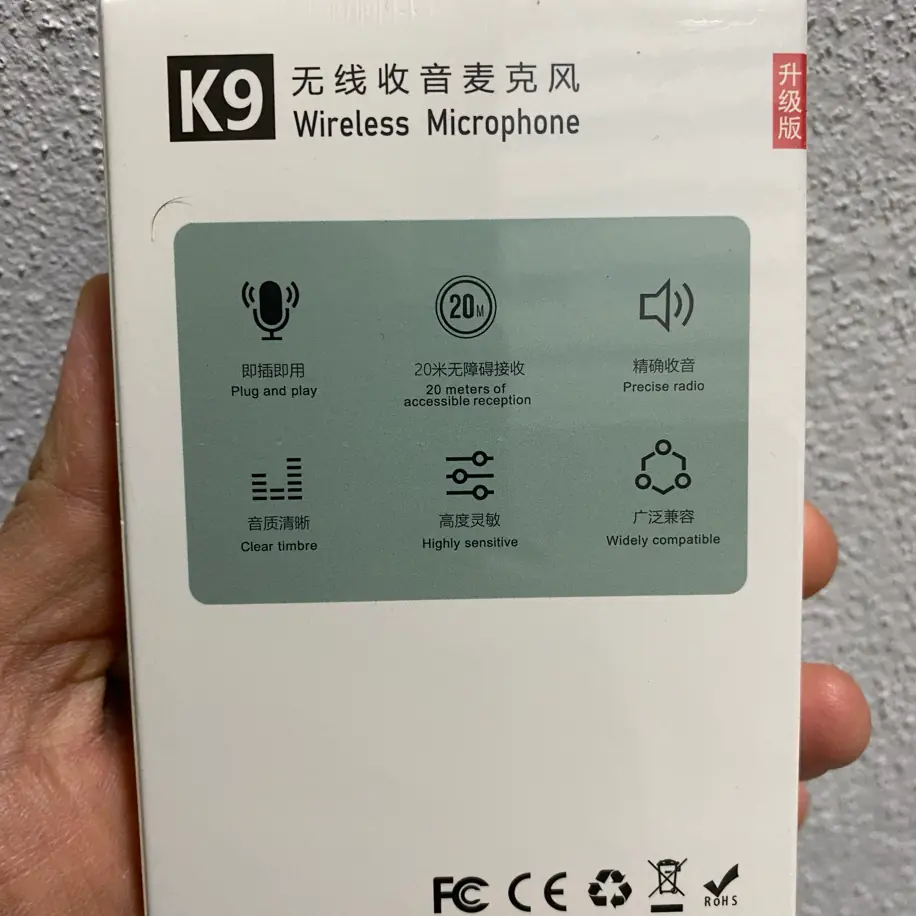 K9
无线收音麦克风
Wireless Microphone
升级版
20M
即插即用
Plug and play
20米无障碍接收
20 meters of
accessible reception
精确收音
Precise radio
音质清晰
Clear timbre
高度灵敏
Highly sensitive
广泛兼容
Widely compatible
FC CE
RoHS